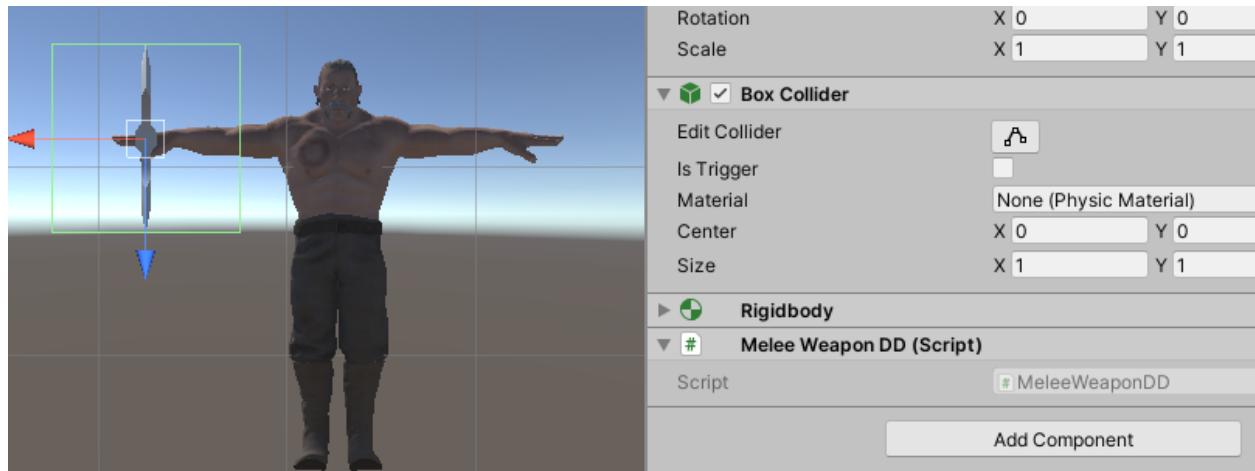 Rotation X 0 Y 0
Scale X 1 Y 1
Box Collider
Edit Collider
Is Trigger
Material None (Physic Material)
Center X 0 Y 0
Size X 1 Y 1
Rigidbody
# Melee Weapon DD (Script)
Script # MeleeWeaponDD
Add Component